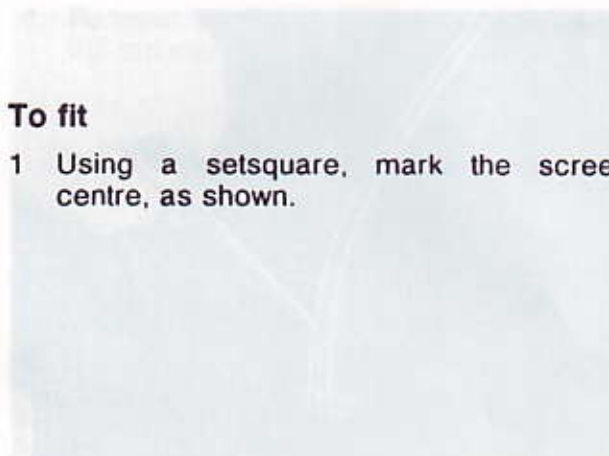 To fit
1 Using a setsquare, mark the scree
centre, as shown.